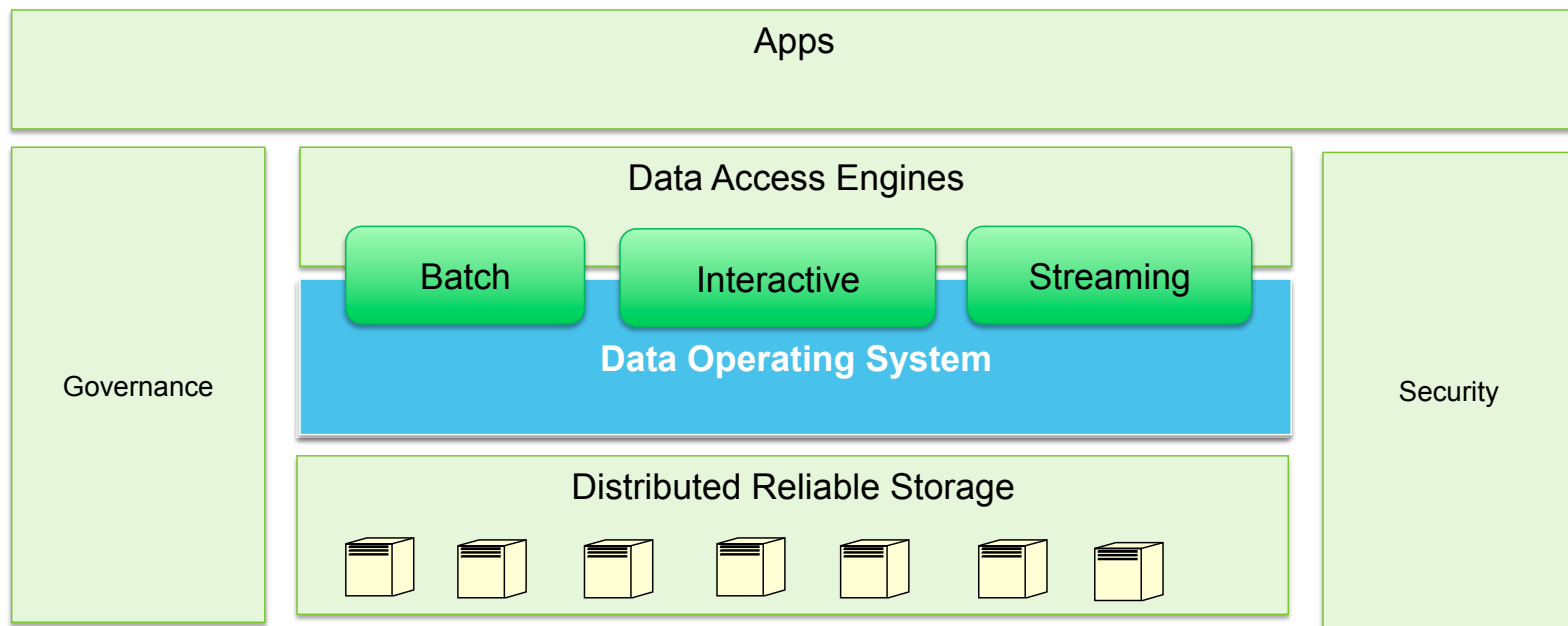 Apps
Data Access Engines
Batch
Interactive
Streaming
Data Operating System
Governance
Security
Distributed Reliable Storage